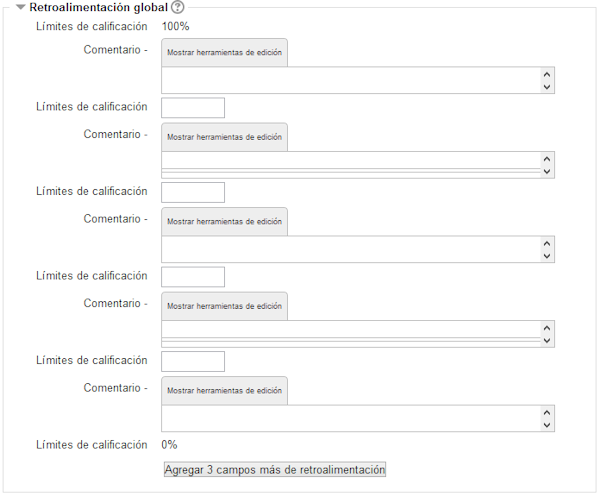 Retroalimentación global ?
Límites de calificación 100%
Comentario - Mostrar herramientas de edición
Límites de calificación
Comentario - Mostrar herramientas de edición
Límites de calificación
Comentario - Mostrar herramientas de edición
Límites de calificación
Comentario - Mostrar herramientas de edición
Límites de calificación
Comentario - Mostrar herramientas de edición
Límites de calificación 0%
Agregar 3 campos más de retroalimentación